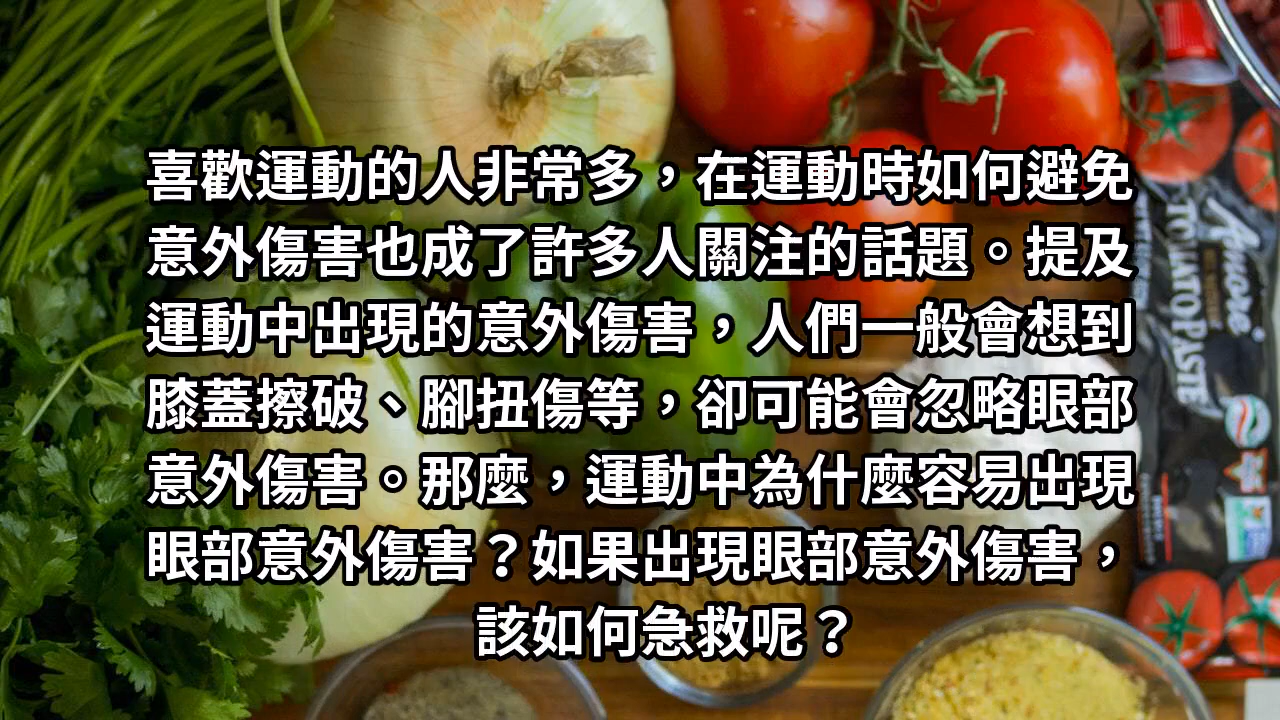 喜歡運動的人非常多，在運動時如何避免
意外傷害也成了許多人關注的話題。提及
運動中出現的意外傷害，人們一般會想到
膝蓋擦破、腳扭傷等，卻可能會忽略眼部
意外傷害。那麼，運動中為什麼容易出現
眼部意外傷害？如果出現眼部意外傷害，
該如何急救呢？
Amore
TOMATO PASTE